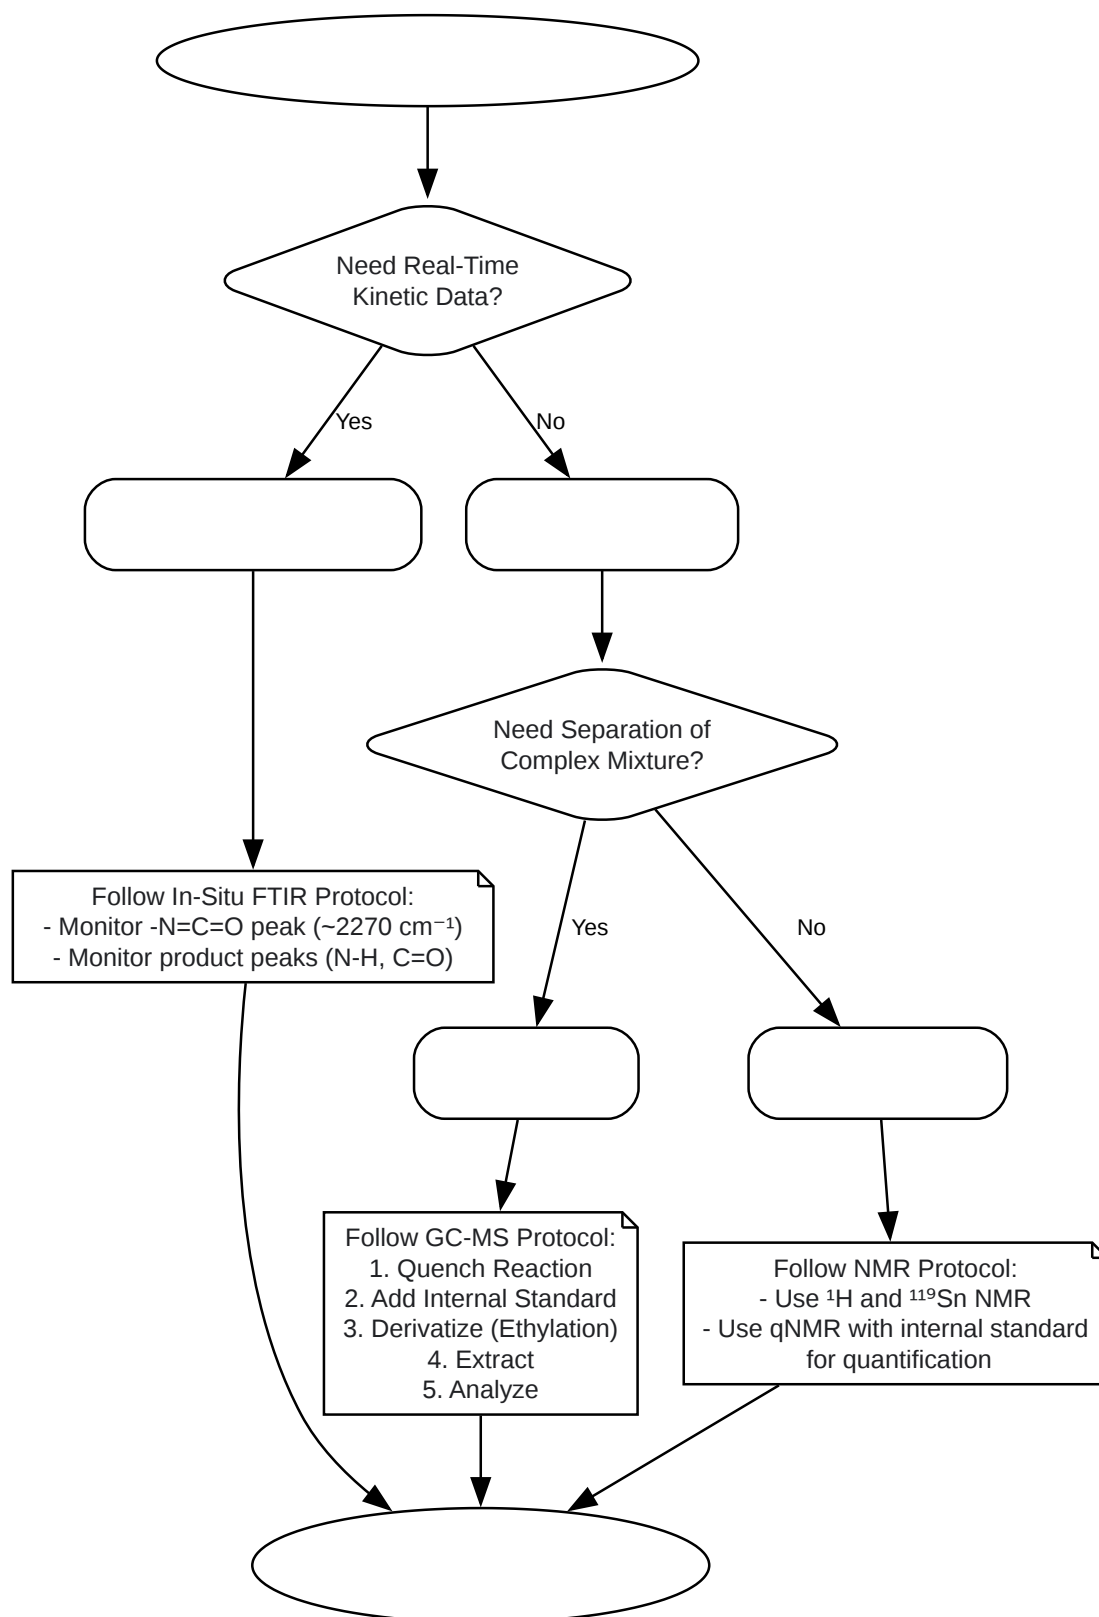 Need Real-Time
Kinetic Data?
Yes
No
Need Separation of
Complex Mixture?
Follow In-Situ FTIR Protocol:
- Monitor -N=C=O peak (~2270 cm⁻¹)
- Monitor product peaks (N-H, C=O)
Yes
No
Follow GC-MS Protocol:
1. Quench Reaction
2. Add Internal Standard
3. Derivatize (Ethylation)
4. Extract
5. Analyze
Follow NMR Protocol:
- Use ¹H and ¹¹⁹Sn NMR
- Use qNMR with internal standard
for quantification